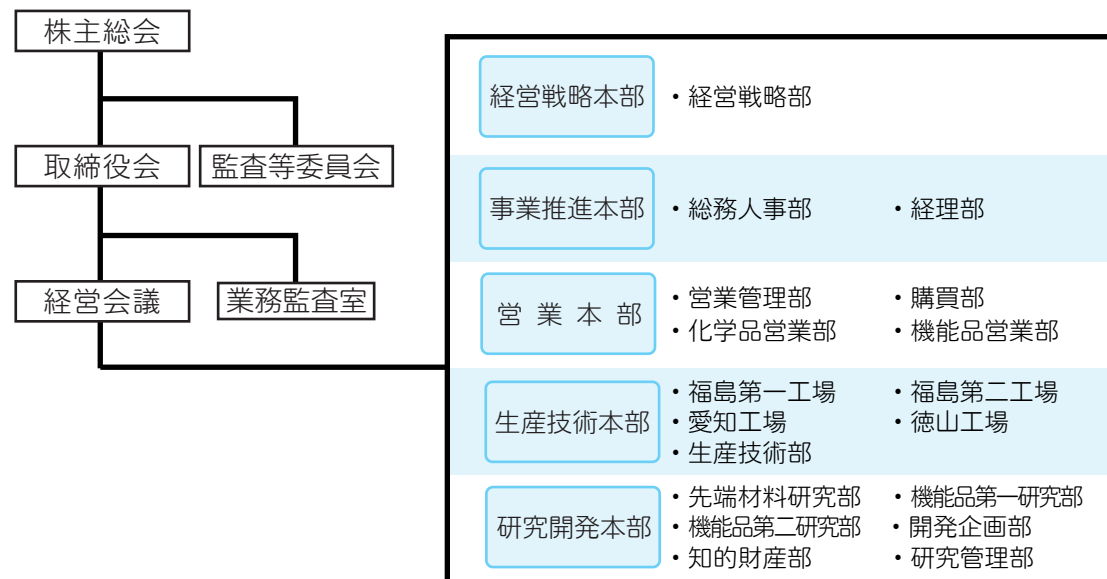 株主総会
取締役会
監査等委員会
経営会議
業務監査室
経営戦略本部
・経営戦略部
事業推進本部
・総務人事部 ・経理部
営業本部
・営業管理部 ・購買部
・化学品営業部 ・機能品営業部
生産技術本部
・福島第一工場 ・福島第二工場
・愛知工場 ・徳山工場
・生産技術部
研究開発本部
・先端材料研究部 ・機能品第一研究部
・機能品第二研究部 ・開発企画部
・知的財産部 ・研究管理部